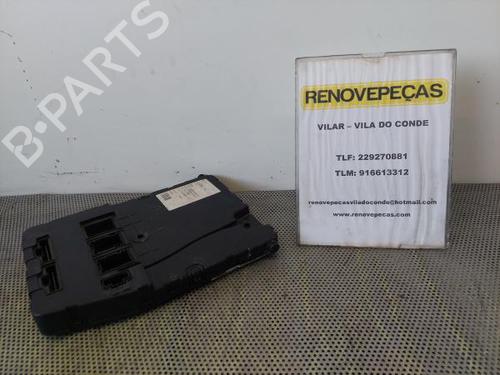 B-PARTS
RENOVEPEÇAS
VILAR – VILA DO CONDE
TLF: 229270881
TLM: 916613312
renovepecasviladoconde@hotmail.com
www.renovepecas.com